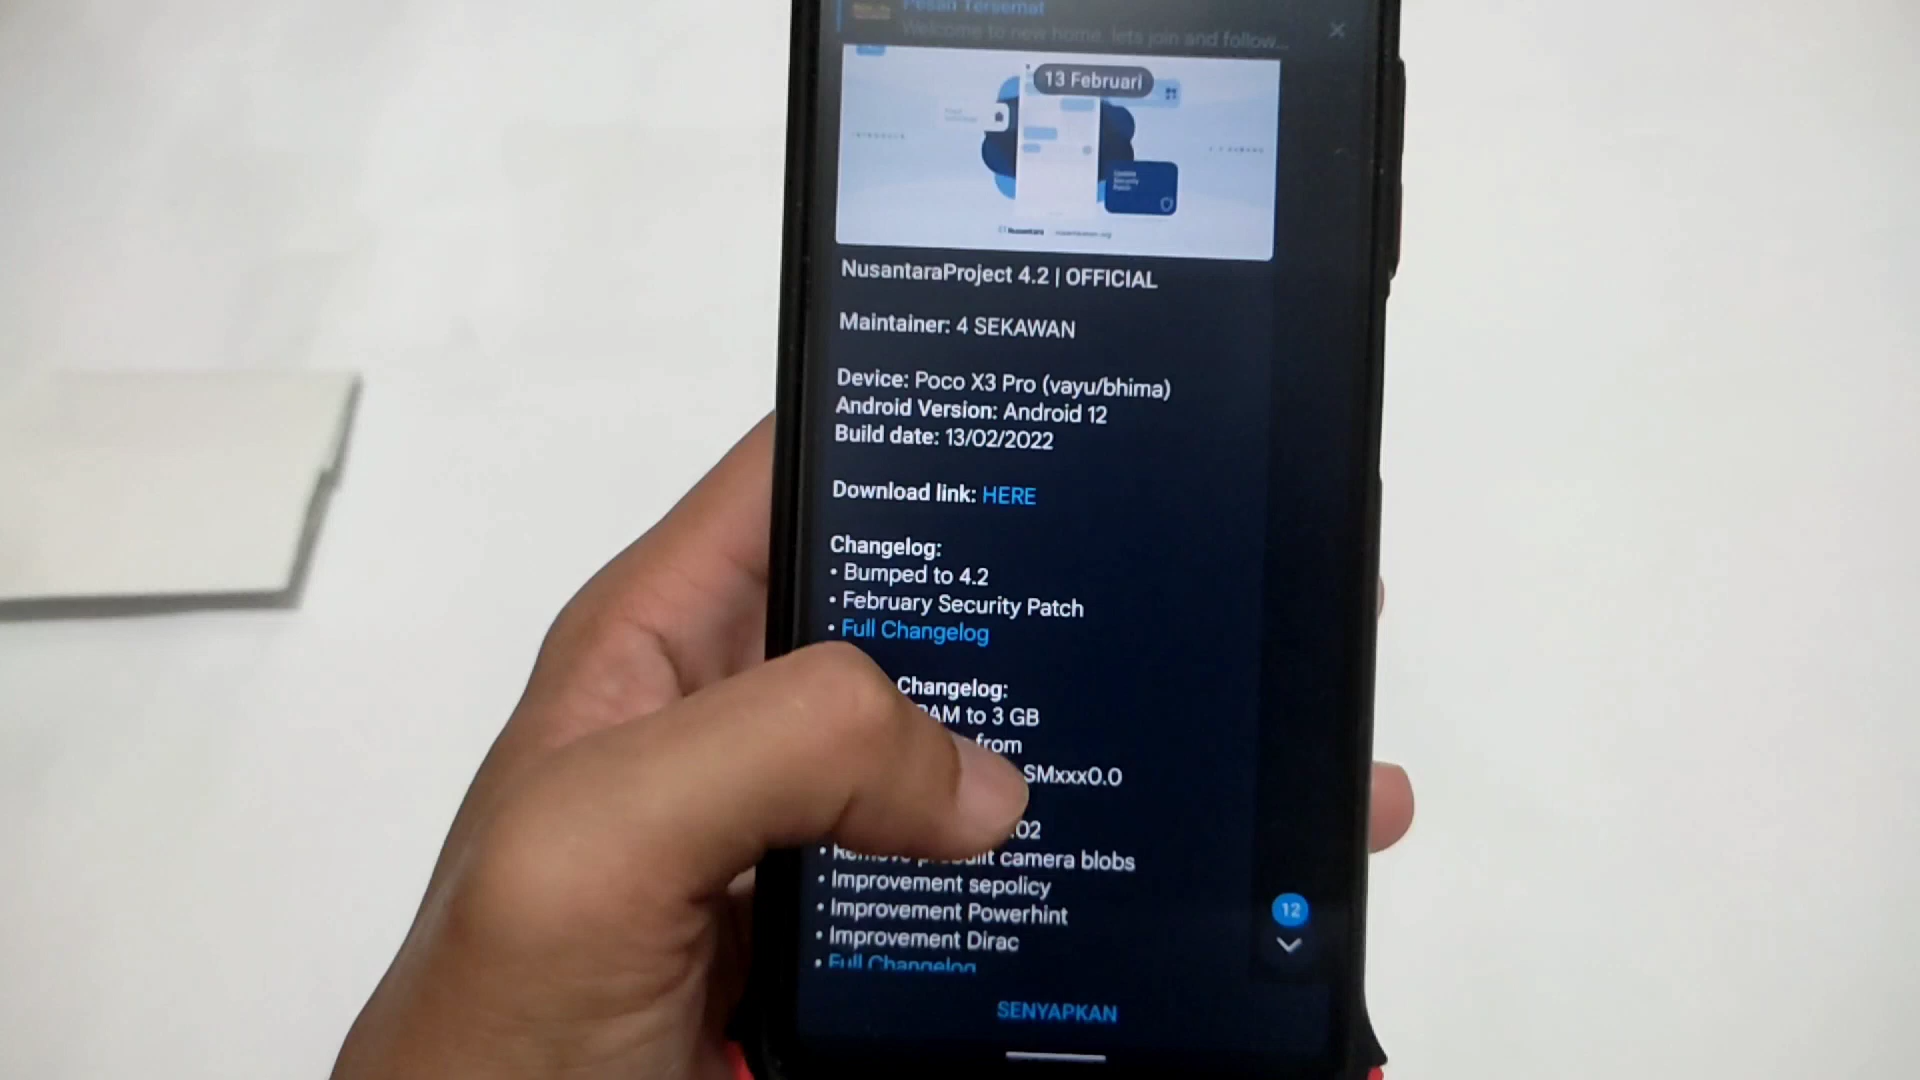 Pesan Tersemat
Welcome to new home, lets join and follow...
13 Februari
Security
Nusantara
NusantaraProject 4.2 | OFFICIAL
Maintainer: 4 SEKAWAN
Device: Poco X3 Pro (vayu/bhima)
Android Version: Android 12
Build date: 13/02/2022
Download link: HERE
Changelog:
• Bumped to 4.2
• February Security Patch
• Full Changelog
Changelog:
to 3 GB
from
SMxxx0.0
.02
• camera blobs
• Improvement sepolicy
• Improvement Powerhint
• Improvement Dirac
12
• Full Changelog
SENYAPKAN